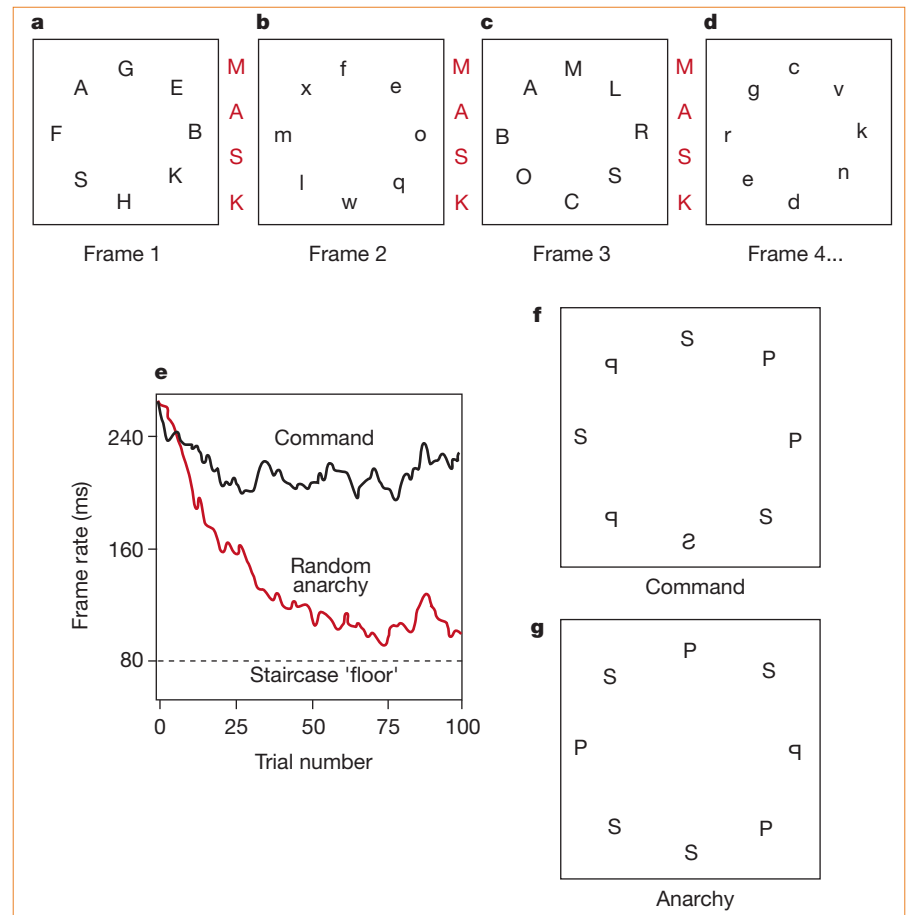 a
G
A E
F B
S K
H
Frame 1
M
A
S
K
b
f
x e
m o
l q
w
Frame 2
M
A
S
K
c
M
A L
B R
O S
C
Frame 3
M
A
S
K
d
c
g v
r k
e n
d
Frame 4...
e
Frame rate (ms)
240
160
80
Command
Random
anarchy
Staircase 'floor'
0 25 50 75 100
Trial number
f
S
P P
S P
P S
S
Command
g
P
S S
P P
S P
S
Anarchy